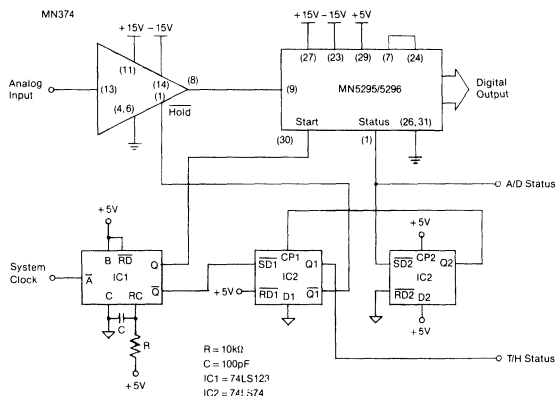 MN374
+15V -15V
+15V -15V +5V
(11)
(14)
(1)
(8)
(13)
(4,6)
Hold
Analog
Input
(27) (23) (29) (7) (24)
MN5295/5296
(9)
Start Status (26, 31)
(30) (1)
Digital
Output
A/D Status
+5V
B RD
IC1
A
Q
Q
C RC
System
Clock
C
R
+5V
SD1 CP1 Q1
IC2
RD1 D1 Q1
+5V
+5V
SD2 CP2 Q2
IC2
RD2 D2
+5V
T/H Status
R = 10kΩ
C = 100pF
IC1 = 74LS123
IC2 = 74LS74